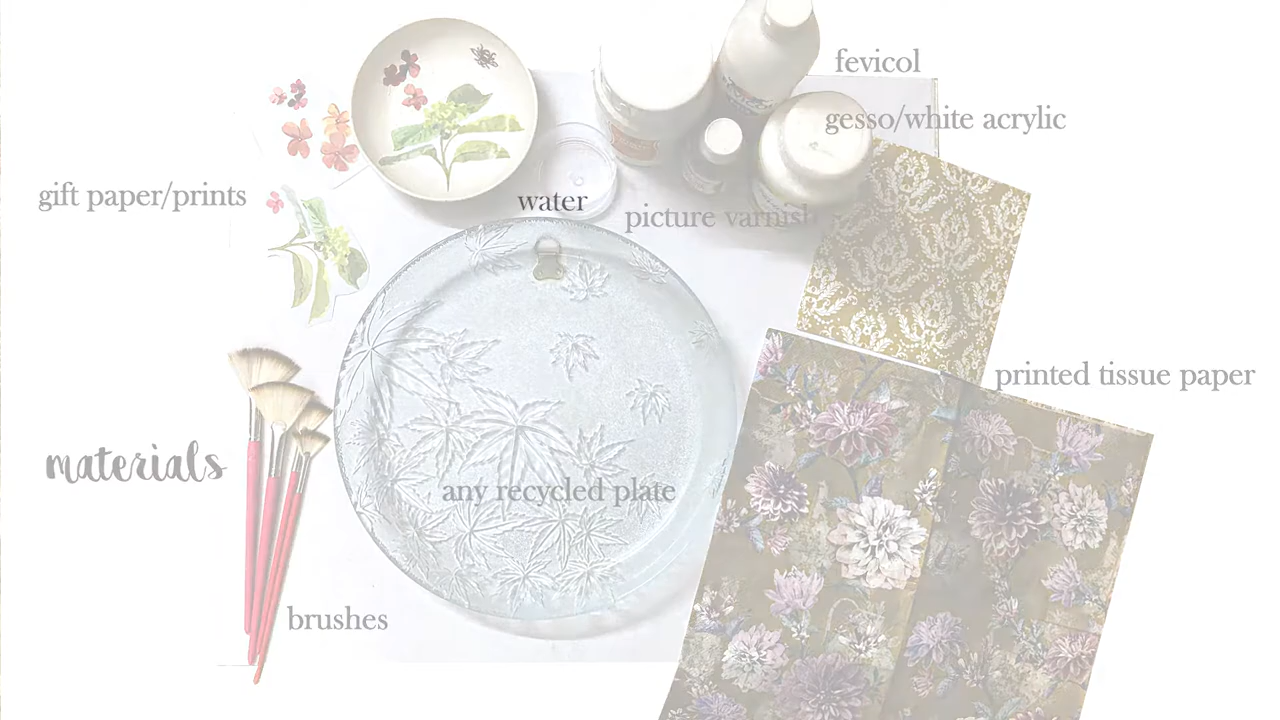 fevicol
gesso/white acrylic
gift paper/prints
water
picture varnish
printed tissue paper
materials
any recycled plate
brushes